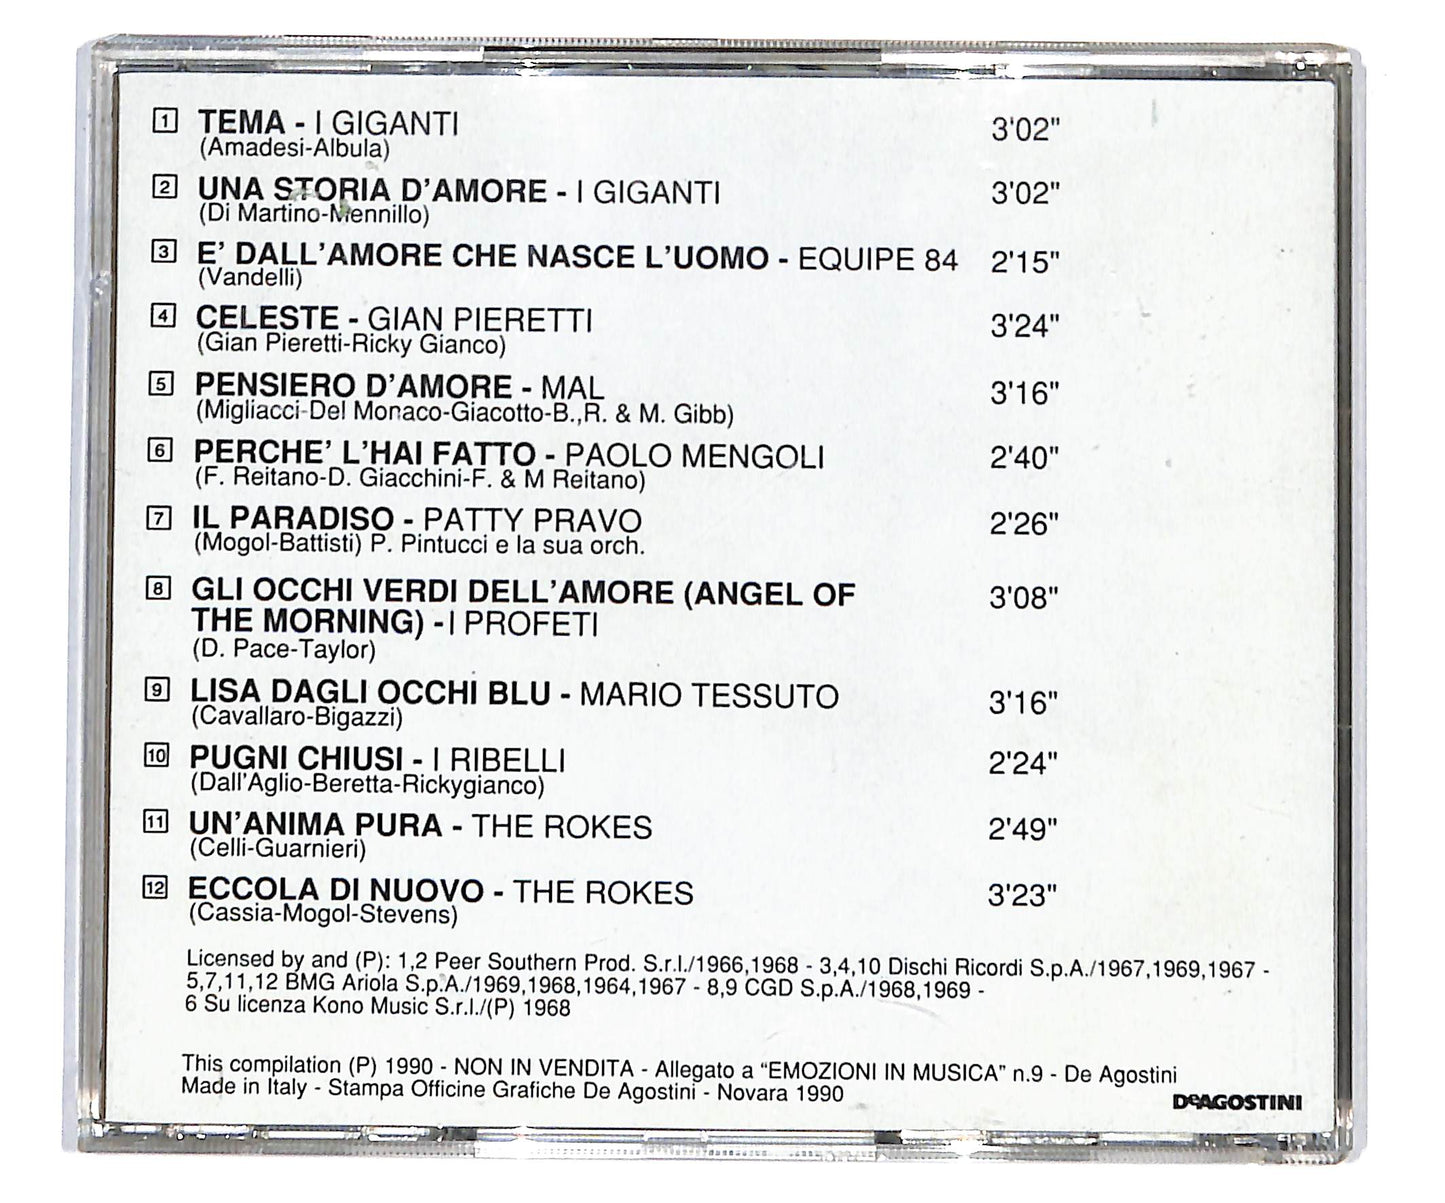 1 TEMA - I GIGANTI 3'02"
(Amadesi-Albula)
2 UNA STORIA D'AMORE - I GIGANTI 3'02"
(Di Martino-Mennillo)
3 E' DALL'AMORE CHE NASCE L'UOMO - EQUIPE 84 2'15"
(Vandelli)
4 CELESTE - GIAN PIERETTI 3'24"
(Gian Pieretti-Ricky Gianco)
5 PENSIERO D'AMORE - MAL 3'16"
(Migliacci-Del Monaco-Giacotto-B.,R. & M. Gibb)
6 PERCHE' L'HAI FATTO - PAOLO MENGOLI 2'40"
(F. Reitano-D. Giacchini-F. & M Reitano)
7 IL PARADISO - PATTY PRAVO 2'26"
(Mogol-Battisti) P. Pintucci e la sua orch.
8 GLI OCCHI VERDI DELL'AMORE (ANGEL OF 3'08"
THE MORNING) -I PROFETI
(D. Pace-Taylor)
9 LISA DAGLI OCCHI BLU - MARIO TESSUTO 3'16"
(Cavallaro-Bigazzi)
10 PUGNI CHIUSI - I RIBELLI 2'24"
(Dall'Aglio-Beretta-Rickygianco)
11 UN'ANIMA PURA - THE ROKES 2'49"
(Celli-Guarnieri)
12 ECCOLA DI NUOVO - THE ROKES 3'23"
(Cassia-Mogol-Stevens)
Licensed by and (P): 1,2 Peer Southern Prod. S.r.l./1966,1968 - 3,4,10 Dischi Ricordi S.p.A./1967,1969,1967 -
5,7,11,12 BMG Ariola S.p.A./1969,1968,1964,1967 - 8,9 CGD S.p.A./1968,1969 -
6 Su licenza Kono Music S.r.l./(P) 1968
This compilation (P) 1990 - NON IN VENDITA - Allegato a "EMOZIONI IN MUSICA" n.9 - De Agostini
Made in Italy - Stampa Officine Grafiche De Agostini - Novara 1990
DeAGOSTINI